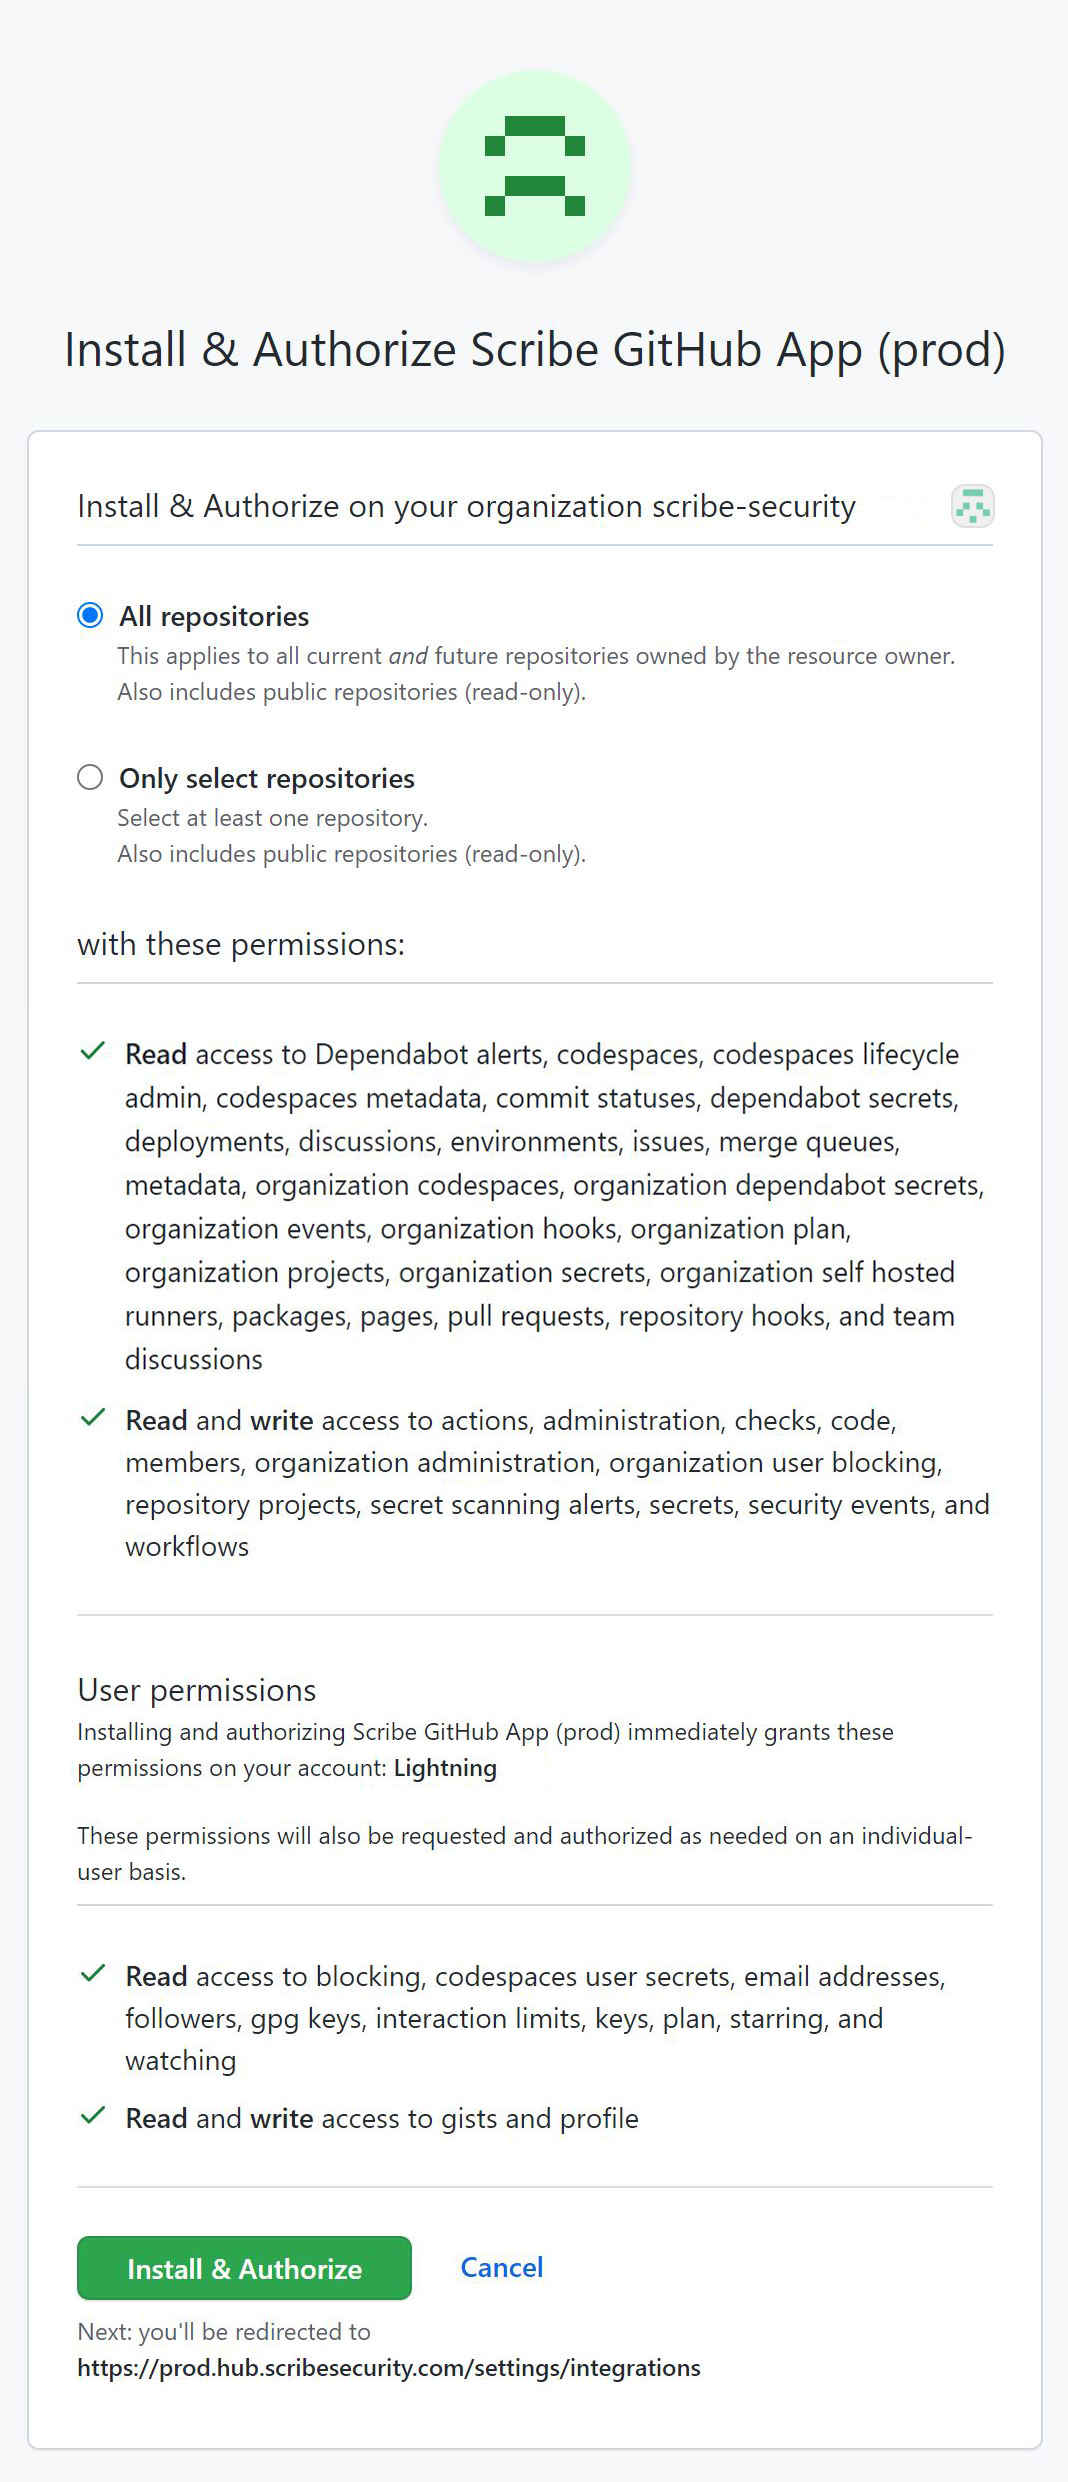 Install & Authorize Scribe GitHub App (prod)
Install & Authorize on your organization scribe-security
All repositories
This applies to all current and future repositories owned by the resource owner.
Also includes public repositories (read-only).
Only select repositories
Select at least one repository.
Also includes public repositories (read-only).
with these permissions:
Read access to Dependabot alerts, codespaces, codespaces lifecycle
admin, codespaces metadata, commit statuses, dependabot secrets,
deployments, discussions, environments, issues, merge queues,
metadata, organization codespaces, organization dependabot secrets,
organization events, organization hooks, organization plan,
organization projects, organization secrets, organization self hosted
runners, packages, pages, pull requests, repository hooks, and team
discussions
Read and write access to actions, administration, checks, code,
members, organization administration, organization user blocking,
repository projects, secret scanning alerts, secrets, security events, and
workflows
User permissions
Installing and authorizing Scribe GitHub App (prod) immediately grants these
permissions on your account: Lightning
These permissions will also be requested and authorized as needed on an individual-
user basis.
Read access to blocking, codespaces user secrets, email addresses,
followers, gpg keys, interaction limits, keys, plan, starring, and
watching
Read and write access to gists and profile
Install & Authorize Cancel
Next: you'll be redirected to
https://prod.hub.scribesecurity.com/settings/integrations